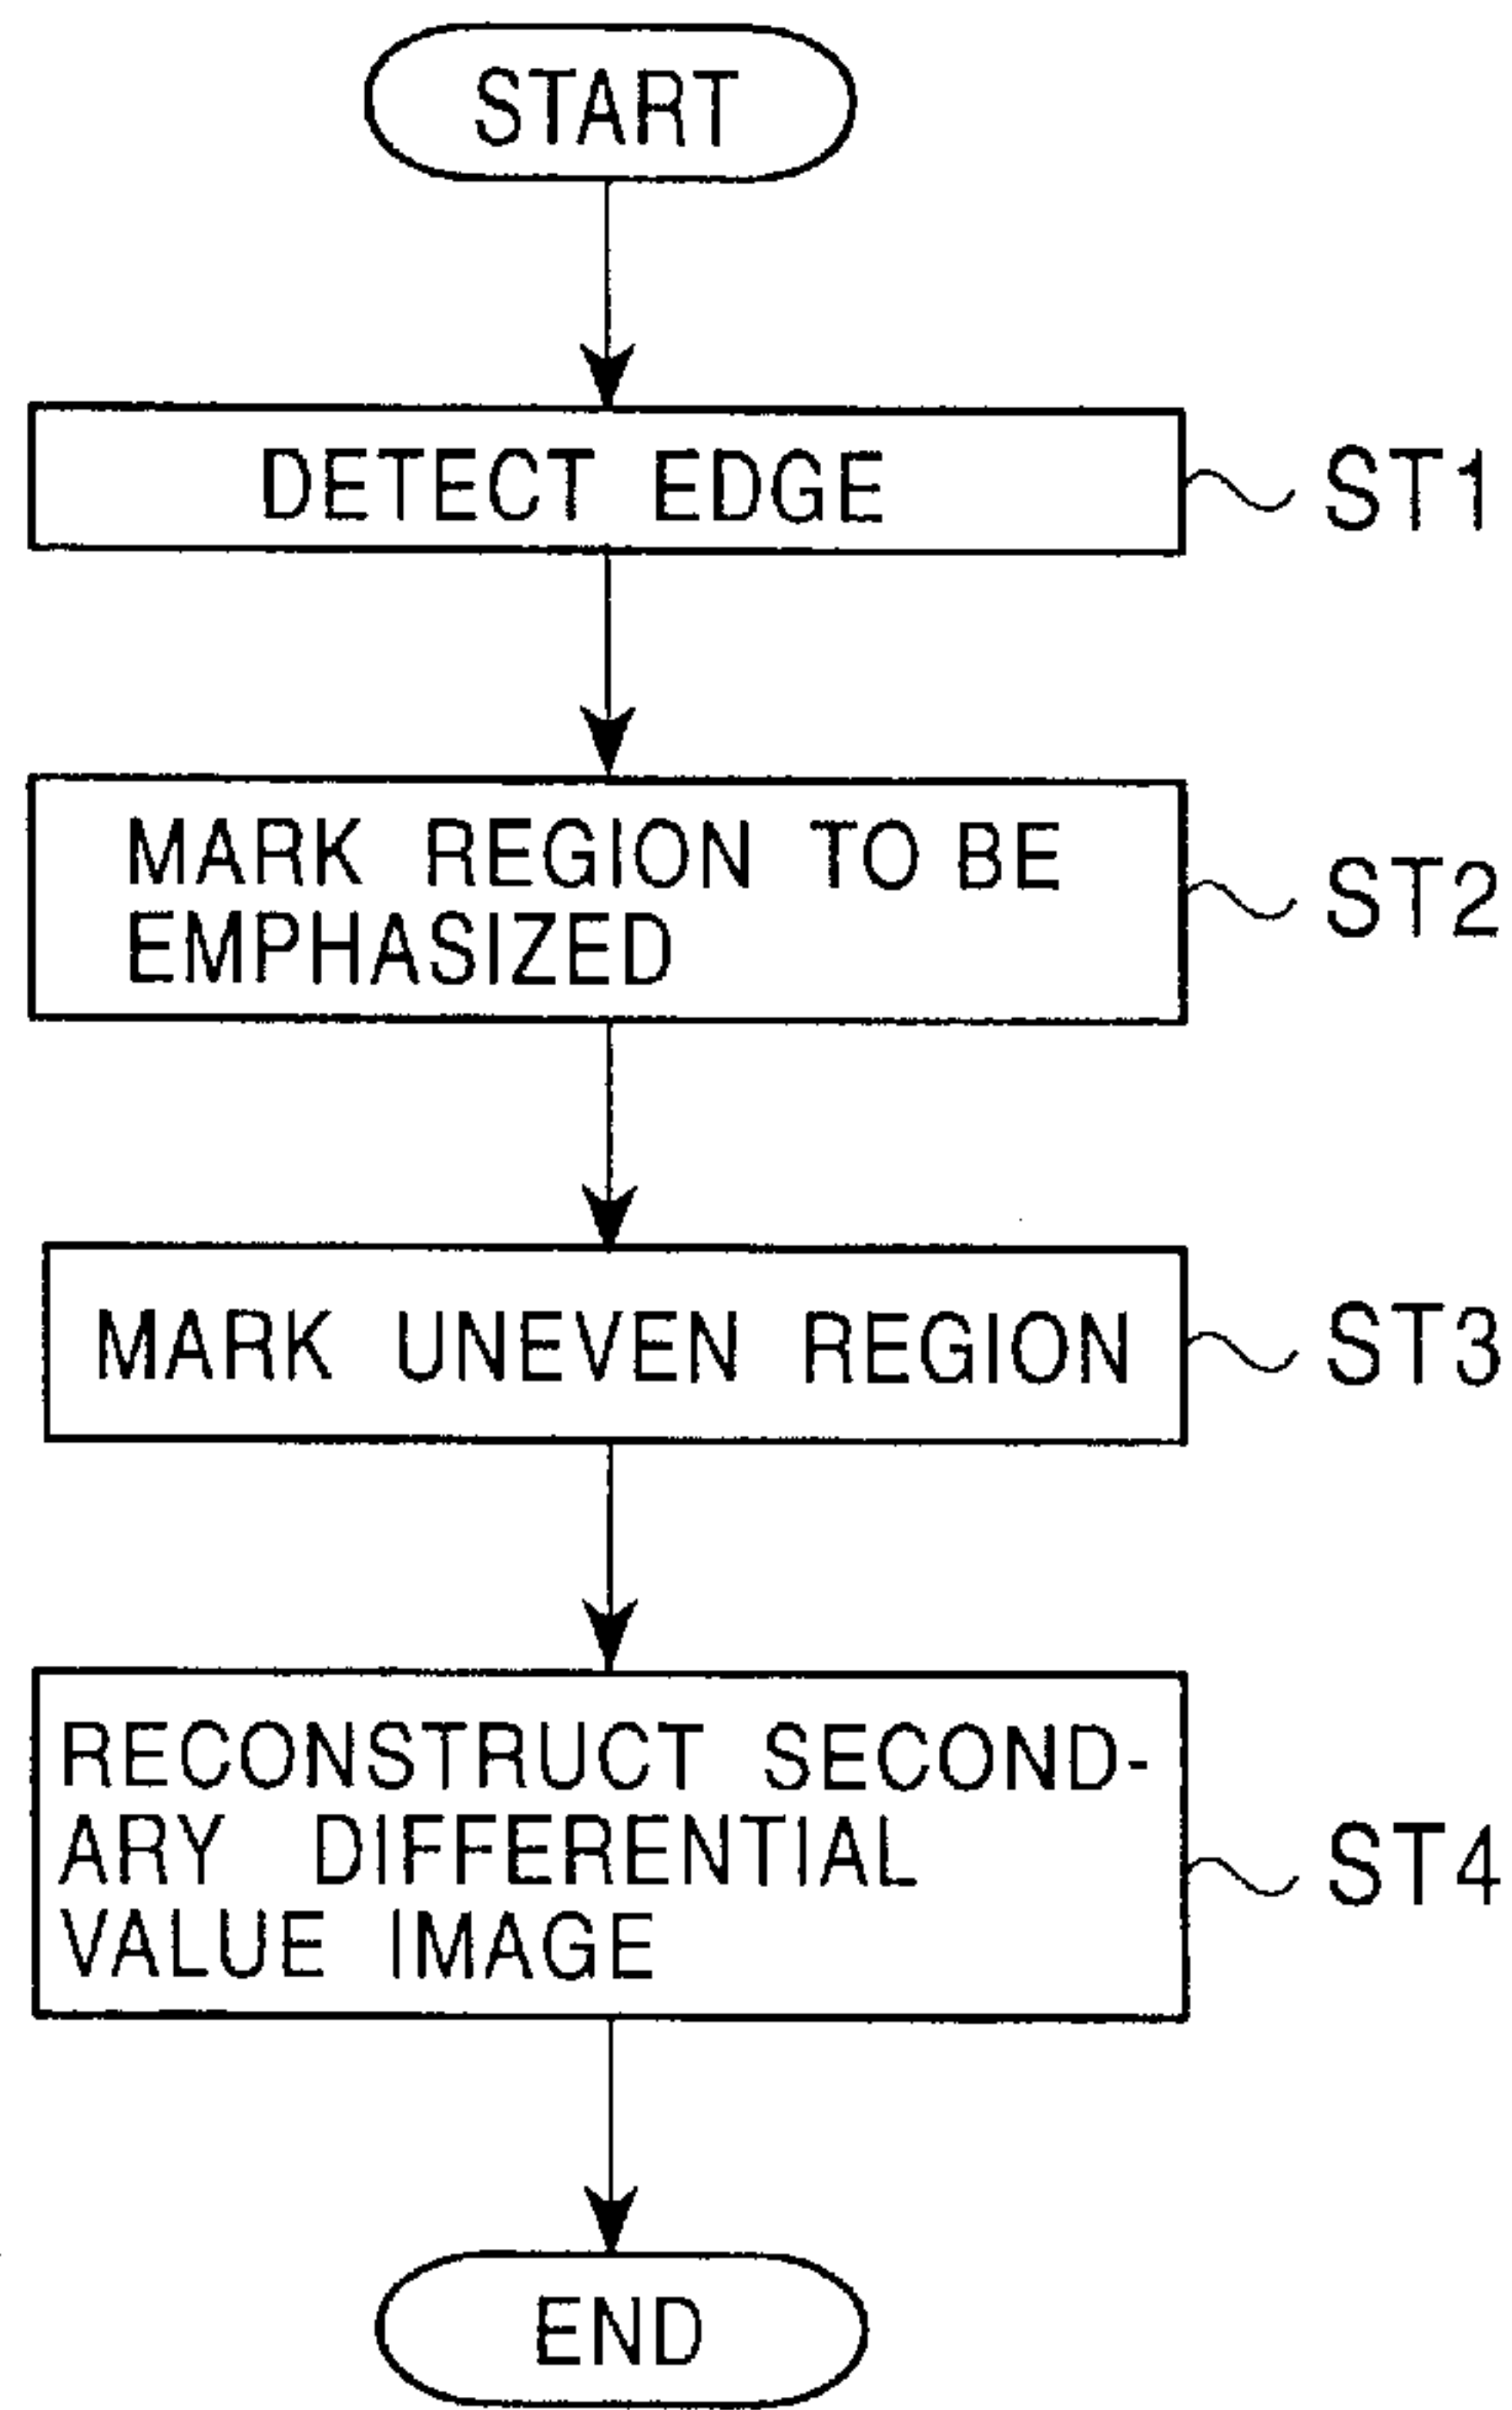 START
DETECT EDGE
ST1
MARK REGION TO BE
EMPHASIZED
ST2
MARK UNEVEN REGION
ST3
RECONSTRUCT SECOND-
ARY DIFFERENTIAL
VALUE IMAGE
ST4
END